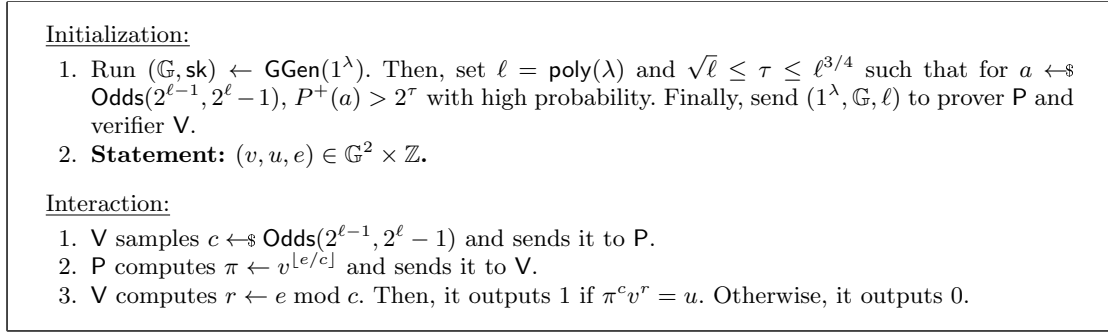 Initialization:
1. Run (𝔾, sk) ← GGen(1^λ). Then, set ℓ = poly(λ) and √ℓ ≤ τ ≤ ℓ^{3/4} such that for a ←$
Odds(2^{ℓ−1}, 2^ℓ − 1), P^+(a) > 2^τ with high probability. Finally, send (1^λ, 𝔾, ℓ) to prover P and
verifier V.
2. Statement: (v, u, e) ∈ 𝔾^2 × ℤ.
Interaction:
1. V samples c ←$ Odds(2^{ℓ−1}, 2^ℓ − 1) and sends it to P.
2. P computes π ← v^{⌊e/c⌋} and sends it to V.
3. V computes r ← e mod c. Then, it outputs 1 if π^c v^r = u. Otherwise, it outputs 0.